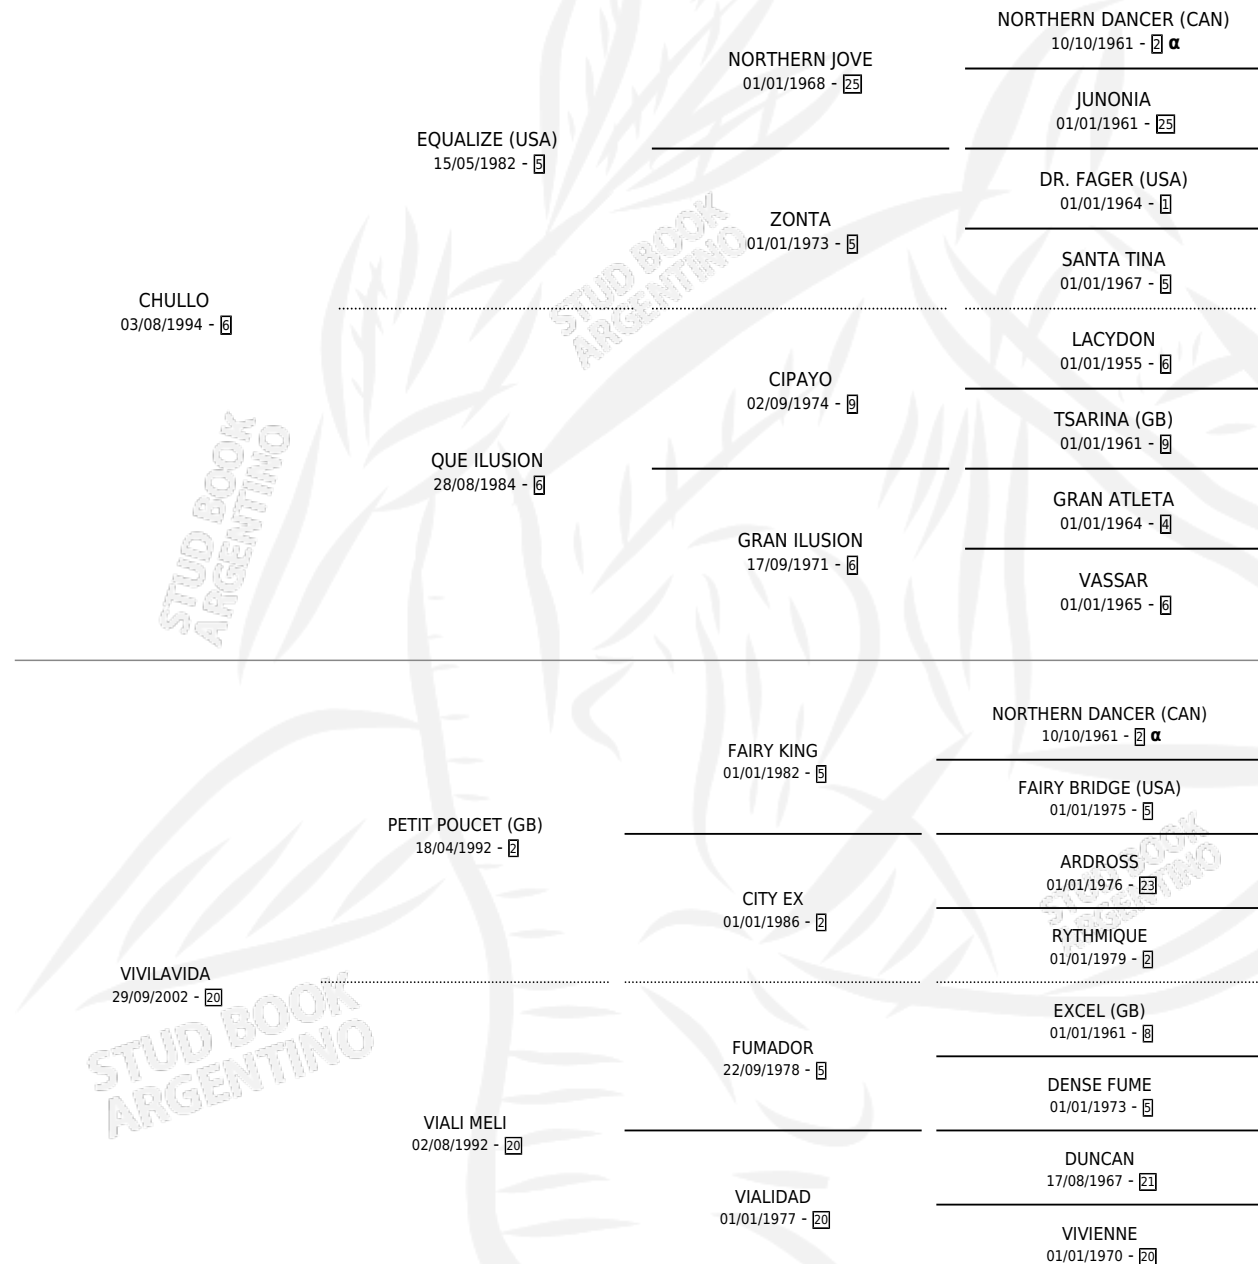 CHULLO
03/08/1994 - 6
EQUALIZE (USA)
15/05/1982 - 5
NORTHERN JOVE
01/01/1968 - 25
NORTHERN DANCER (CAN)
10/10/1961 - 2 α
JUNONIA
01/01/1961 - 25
ZONTA
01/01/1973 - 5
DR. FAGER (USA)
01/01/1964 - 1
SANTA TINA
01/01/1967 - 5
QUE ILUSION
28/08/1984 - 6
CIPAYO
02/09/1974 - 9
LACYDON
01/01/1955 - 6
TSARINA (GB)
01/01/1961 - 9
GRAN ILUSION
17/09/1971 - 6
GRAN ATLETA
01/01/1964 - 4
VASSAR
01/01/1965 - 6
VIVILAVIDA
29/09/2002 - 20
PETIT POUCET (GB)
18/04/1992 - 2
FAIRY KING
01/01/1982 - 5
NORTHERN DANCER (CAN)
10/10/1961 - 2 α
FAIRY BRIDGE (USA)
01/01/1975 - 5
CITY EX
01/01/1986 - 2
ARDROSS
01/01/1976 - 23
RYTHMIQUE
01/01/1979 - 2
VIALI MELI
02/08/1992 - 20
FUMADOR
22/09/1978 - 5
EXCEL (GB)
01/01/1961 - 8
DENSE FUME
01/01/1973 - 5
VIALIDAD
01/01/1977 - 20
DUNCAN
17/08/1967 - 21
VIVIENNE
01/01/1970 - 20
STUD BOOK
ARGENTINO
STUD BOOK
ARGENTINO
STUD BOOK
ARGENTINO
STUD BOOK
ARGENTINO